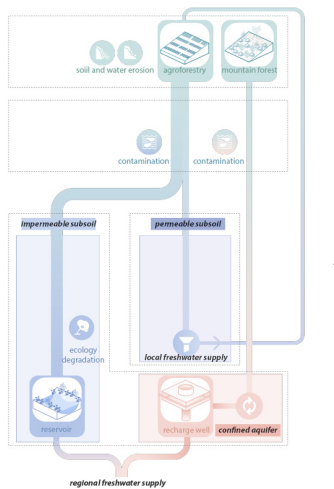 soil and water erosion
agroforestry
mountain forest
contamination
contamination
impermeable subsoil
permeable subsoil
ecology
degradation
local freshwater supply
reservoir
recharge well
confined aquifer
regional freshwater supply